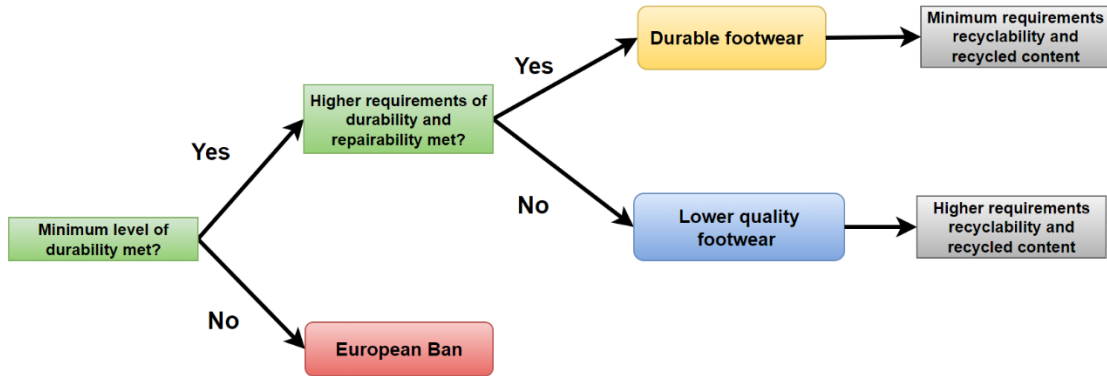 Minimum level of
durability met?
Yes
No
Higher requirements of
durability and
repairability met?
European Ban
Yes
No
Durable footwear
Lower quality
footwear
Minimum requirements
recyclability and
recycled content
Higher requirements
recyclability and
recycled content